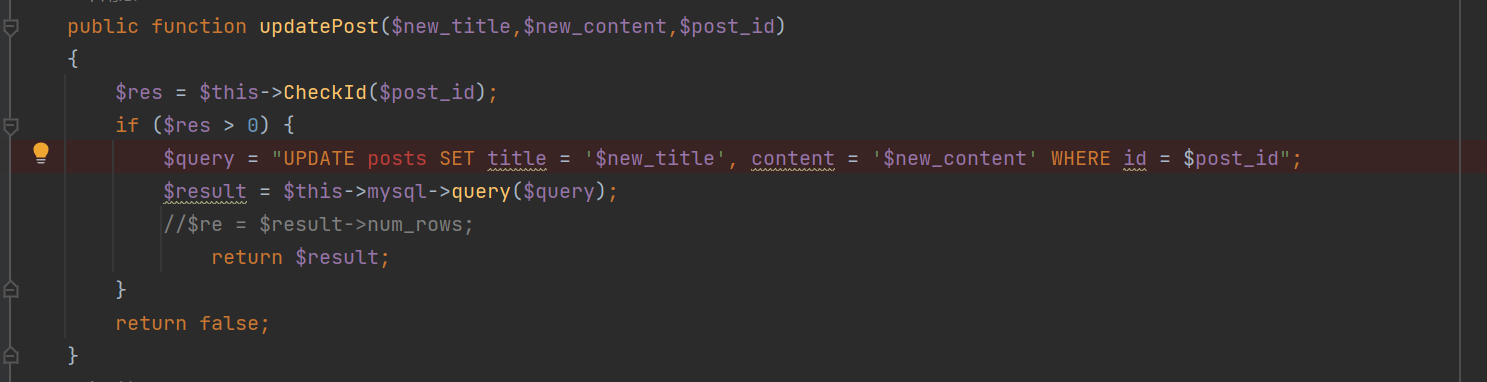 public function updatePost($new_title,$new_content,$post_id)
{
$res = $this->CheckId($post_id);
if ($res > 0) {
$query = "UPDATE posts SET title = '$new_title', content = '$new_content' WHERE id = $post_id";
$result = $this->mysql->query($query);
//$re = $result->num_rows;
return $result;
}
return false;
}